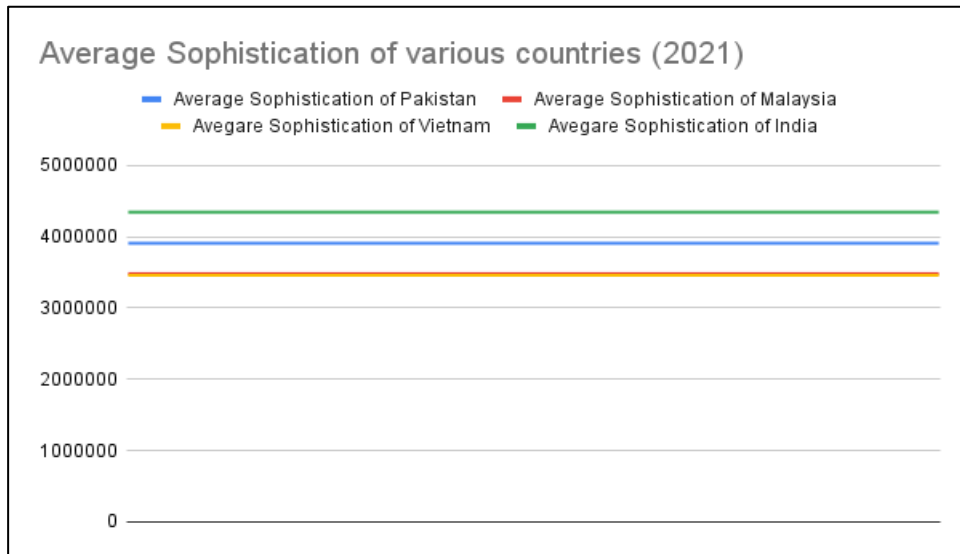 Average Sophistication of various countries (2021)
Average Sophistication of Pakistan Average Sophistication of Malaysia
Avegare Sophistication of Vietnam Avegare Sophistication of India
5000000
4000000
3000000
2000000
1000000
0